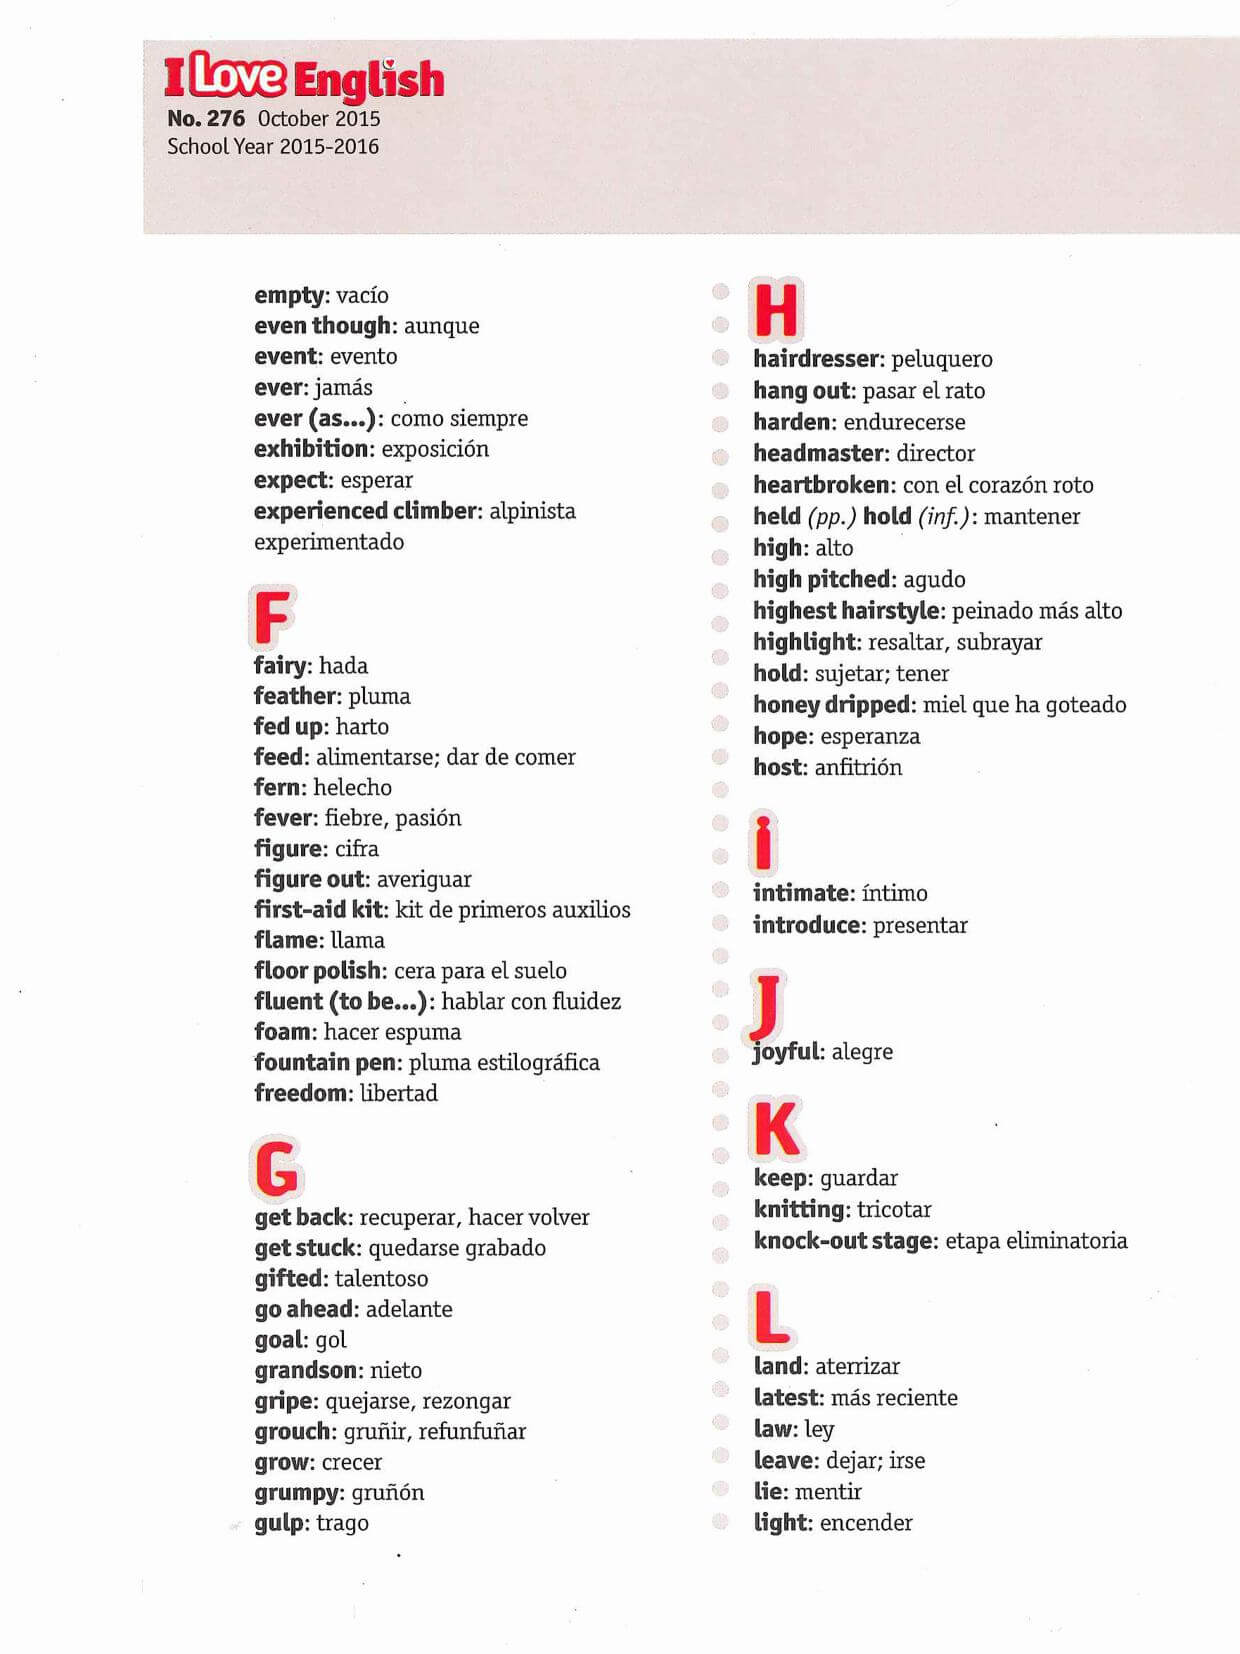 I Love English
No. 276 October 2015
School Year 2015-2016
empty: vacío
even though: aunque
event: evento
ever: jamás
ever (as...): como siempre
exhibition: exposición
expect: esperar
experienced climber: alpinista
experimentado
F
fairy: hada
feather: pluma
fed up: harto
feed: alimentarse; dar de comer
fern: helecho
fever: fiebre, pasión
figure: cifra
figure out: averiguar
first-aid kit: kit de primeros auxilios
flame: llama
floor polish: cera para el suelo
fluent (to be...): hablar con fluidez
foam: hacer espuma
fountain pen: pluma estilográfica
freedom: libertad
G
get back: recuperar, hacer volver
get stuck: quedarse grabado
gifted: talentoso
go ahead: adelante
goal: gol
grandson: nieto
gripe: quejarse, rezongar
grouch: gruñir, refunfuñar
grow: crecer
grumpy: gruñón
gulp: trago
H
hairdresser: peluquero
hang out: pasar el rato
harden: endurecerse
headmaster: director
heartbroken: con el corazón roto
held (pp.) hold (inf.): mantener
high: alto
high pitched: agudo
highest hairstyle: peinado más alto
highlight: resaltar, subrayar
hold: sujetar; tener
honey dripped: miel que ha goteado
hope: esperanza
host: anfitrión
i
intimate: íntimo
introduce: presentar
J
joyful: alegre
K
keep: guardar
knitting: tricotar
knock-out stage: etapa eliminatoria
L
land: aterrizar
latest: más reciente
law: ley
leave: dejar; irse
lie: mentir
light: encender